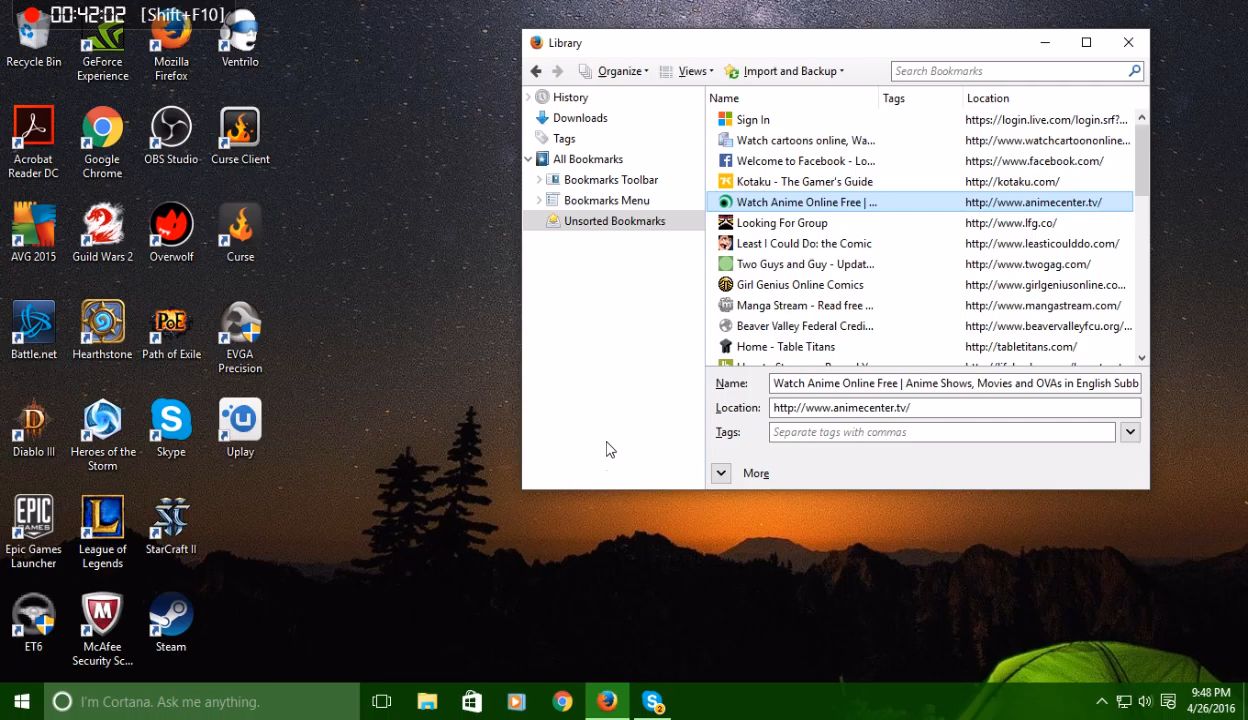 00:42:02 [Shift+F10]
Recycle Bin
GeForce
Experience
Mozilla
Firefox
Ventrilo
Acrobat
Reader DC
Google
Chrome
OBS Studio
Curse Client
AVG 2015
Guild Wars 2
Overwolf
Curse
Battle.net
Hearthstone
Path of Exile
EVGA
Precision
Diablo III
Heroes of the
Storm
Skype
Uplay
Epic Games
Launcher
League of
Legends
StarCraft II
ET6
McAfee
Security Sc...
Steam
Library
Organize
Views
Import and Backup
Search Bookmarks
History
Downloads
Tags
All Bookmarks
Bookmarks Toolbar
Bookmarks Menu
Unsorted Bookmarks
Name Tags Location
Sign In https://login.live.com/login.srf?...
Watch cartoons online, Wa... http://www.watchcartoononline...
Welcome to Facebook - Lo... https://www.facebook.com/
Kotaku - The Gamer's Guide http://kotaku.com/
Watch Anime Online Free | ... http://www.animecenter.tv/
Looking For Group http://www.lfg.co/
Least I Could Do: the Comic http://www.leasticoulddo.com/
Two Guys and Guy - Updat... http://www.twogag.com/
Girl Genius Online Comics http://www.girlgeniusonline.co...
Manga Stream - Read free ... http://www.mangastream.com/
Beaver Valley Federal Credi... https://www.beavervalleyfcu.org/...
Home - Table Titans http://tabletitans.com/
Name: Watch Anime Online Free | Anime Shows, Movies and OVAs in English Subb
Location: http://www.animecenter.tv/
Tags: Separate tags with commas
More
I'm Cortana. Ask me anything.
2
9:48 PM
4/26/2016